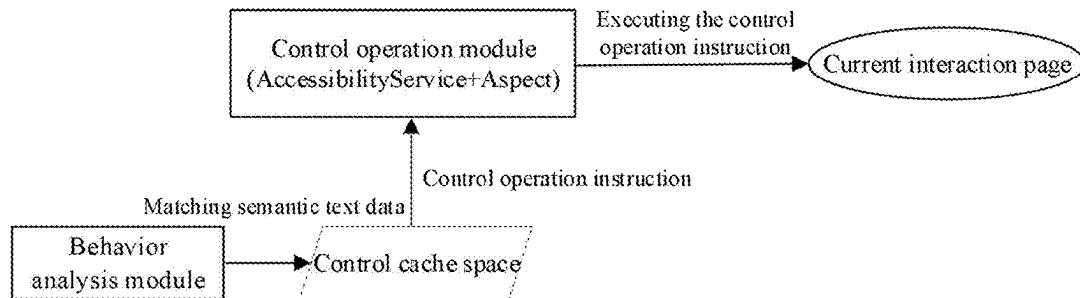 Control operation module
(AccessibilityService+Aspect)
Executing the control
operation instruction
Current interaction page
Control operation instruction
Matching semantic text data
Behavior
analysis module
Control cache space